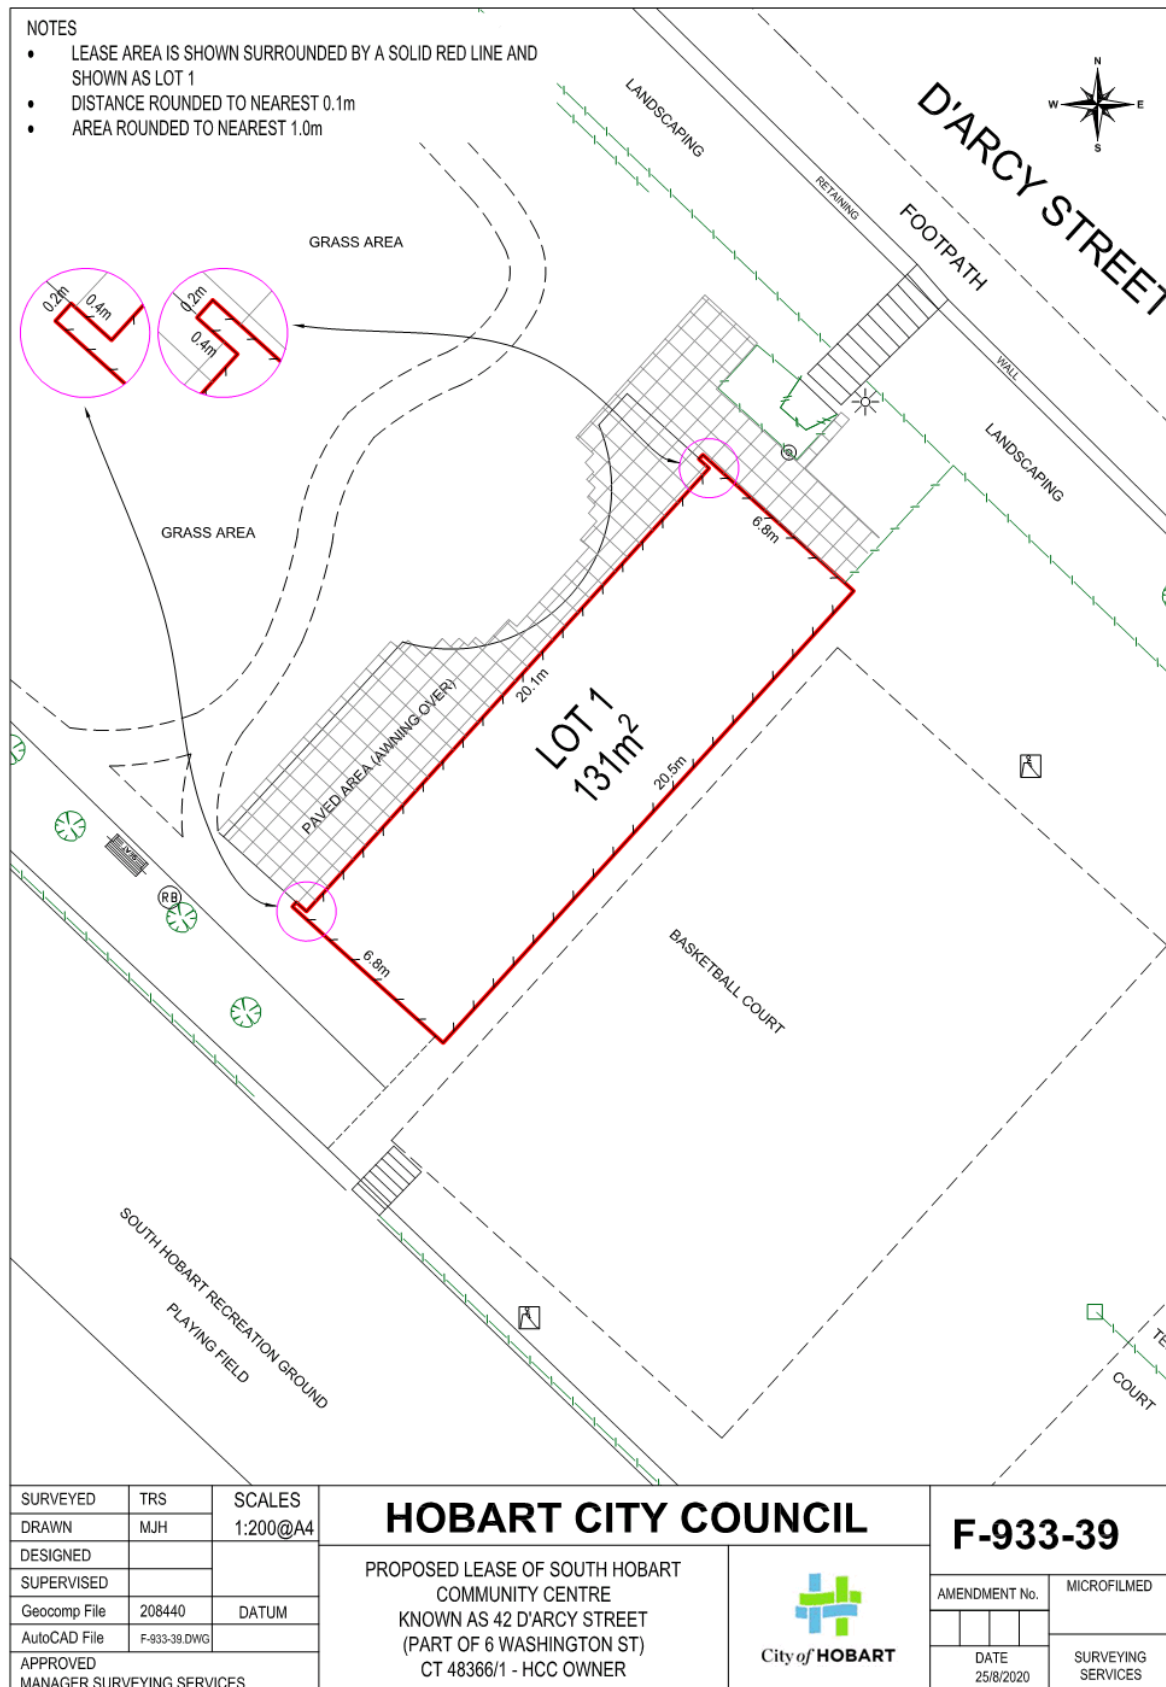 NOTES
• LEASE AREA IS SHOWN SURROUNDED BY A SOLID RED LINE AND
SHOWN AS LOT 1
• DISTANCE ROUNDED TO NEAREST 0.1m
• AREA ROUNDED TO NEAREST 1.0m
N
W E
S
D'ARCY STREET
LANDSCAPING
RETAINING
FOOTPATH
WALL
LANDSCAPING
GRASS AREA
0.2m
0.4m
0.2m
0.4m
GRASS AREA
6.8m
20.1m
LOT 1
131m²
20.5m
PAVED AREA (AWNING OVER)
SEAT
RB
6.8m
BASKETBALL COURT
SOUTH HOBART RECREATION GROUND
PLAYING FIELD
TE
COURT
SURVEYED TRS SCALES
DRAWN MJH 1:200@A4
DESIGNED
SUPERVISED
Geocomp File 208440 DATUM
AutoCAD File F-933-39.DWG
APPROVED
MANAGER SURVEYING SERVICES
HOBART CITY COUNCIL
PROPOSED LEASE OF SOUTH HOBART
COMMUNITY CENTRE
KNOWN AS 42 D'ARCY STREET
(PART OF 6 WASHINGTON ST)
CT 48366/1 - HCC OWNER
City of HOBART
F-933-39
AMENDMENT No. MICROFILMED
DATE
25/8/2020
SURVEYING
SERVICES